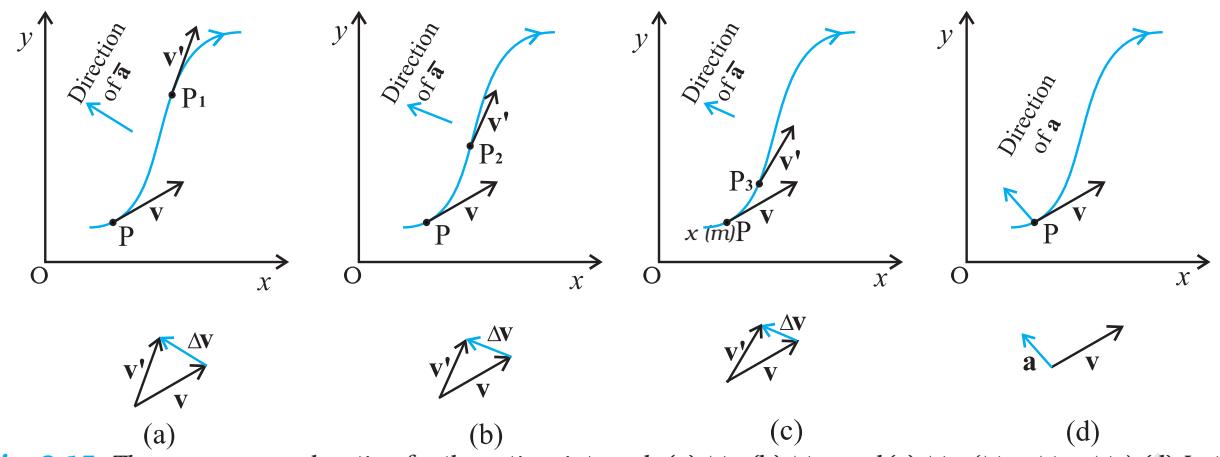 y
Direction
of a̅
v'
P₁
v
P
O
x
Δv
v'
v
(a)
y
Direction
of a̅
v'
P₂
v
P
O
x
Δv
v'
v
(b)
y
Direction
of a̅
v'
P₃
v
x (m)P
O
x
Δv
v'
v
(c)
y
Direction
of a
v
P
O
x
a
v
(d)